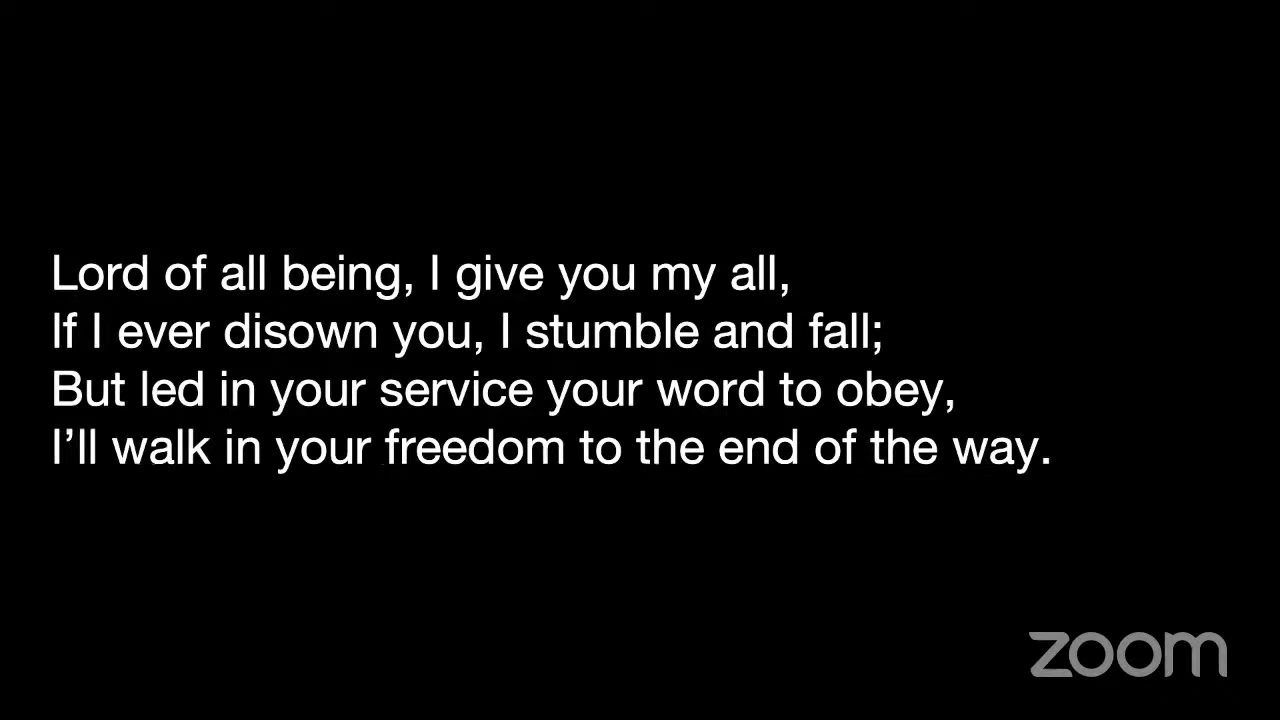 Lord of all being, I give you my all,
If I ever disown you, I stumble and fall;
But led in your service your word to obey,
I’ll walk in your freedom to the end of the way.
zoom